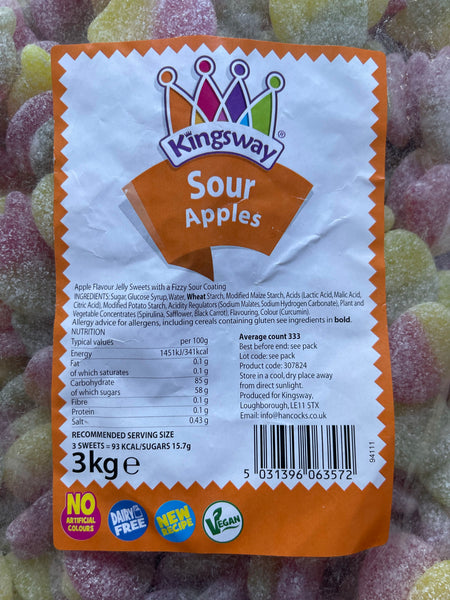 Kingsway®
Sour
Apples
Apple Flavour Jelly Sweets with a Fizzy Sour Coating
INGREDIENTS: Sugar, Glucose Syrup, Water, Wheat Starch, Modified Maize Starch, Acids (Lactic Acid, Malic Acid,
Citric Acid), Modified Potato Starch, Acidity Regulators (Sodium Malates, Sodium Hydrogen Carbonate), Plant and
Vegetable Concentrates (Spirulina, Safflower, Black Carrot), Flavouring, Colour (Curcumin).
Allergy advice for allergens, including cereals containing gluten see ingredients in bold.
NUTRITION
Typical values per 100g
Energy 1451kJ/341kcal
Fat 0.1 g
of which saturates 0.1 g
Carbohydrate 85 g
of which sugars 58 g
Fibre 0.1 g
Protein 0.1 g
Salt 0.43 g
RECOMMENDED SERVING SIZE
3 SWEETS = 93 KCAL/SUGARS 15.7g
3kg e
Average count 333
Best before end: see pack
Lot code: see pack
Product code: 307824
Store in a cool, dry place away
from direct sunlight.
Produced for Kingsway,
Loughborough, LE11 5TX
Email: info@hancocks.co.uk
5 031396 063572
94111
NO
ARTIFICIAL
COLOURS
DAIRY
FREE
NEW
RECIPE
VEGAN